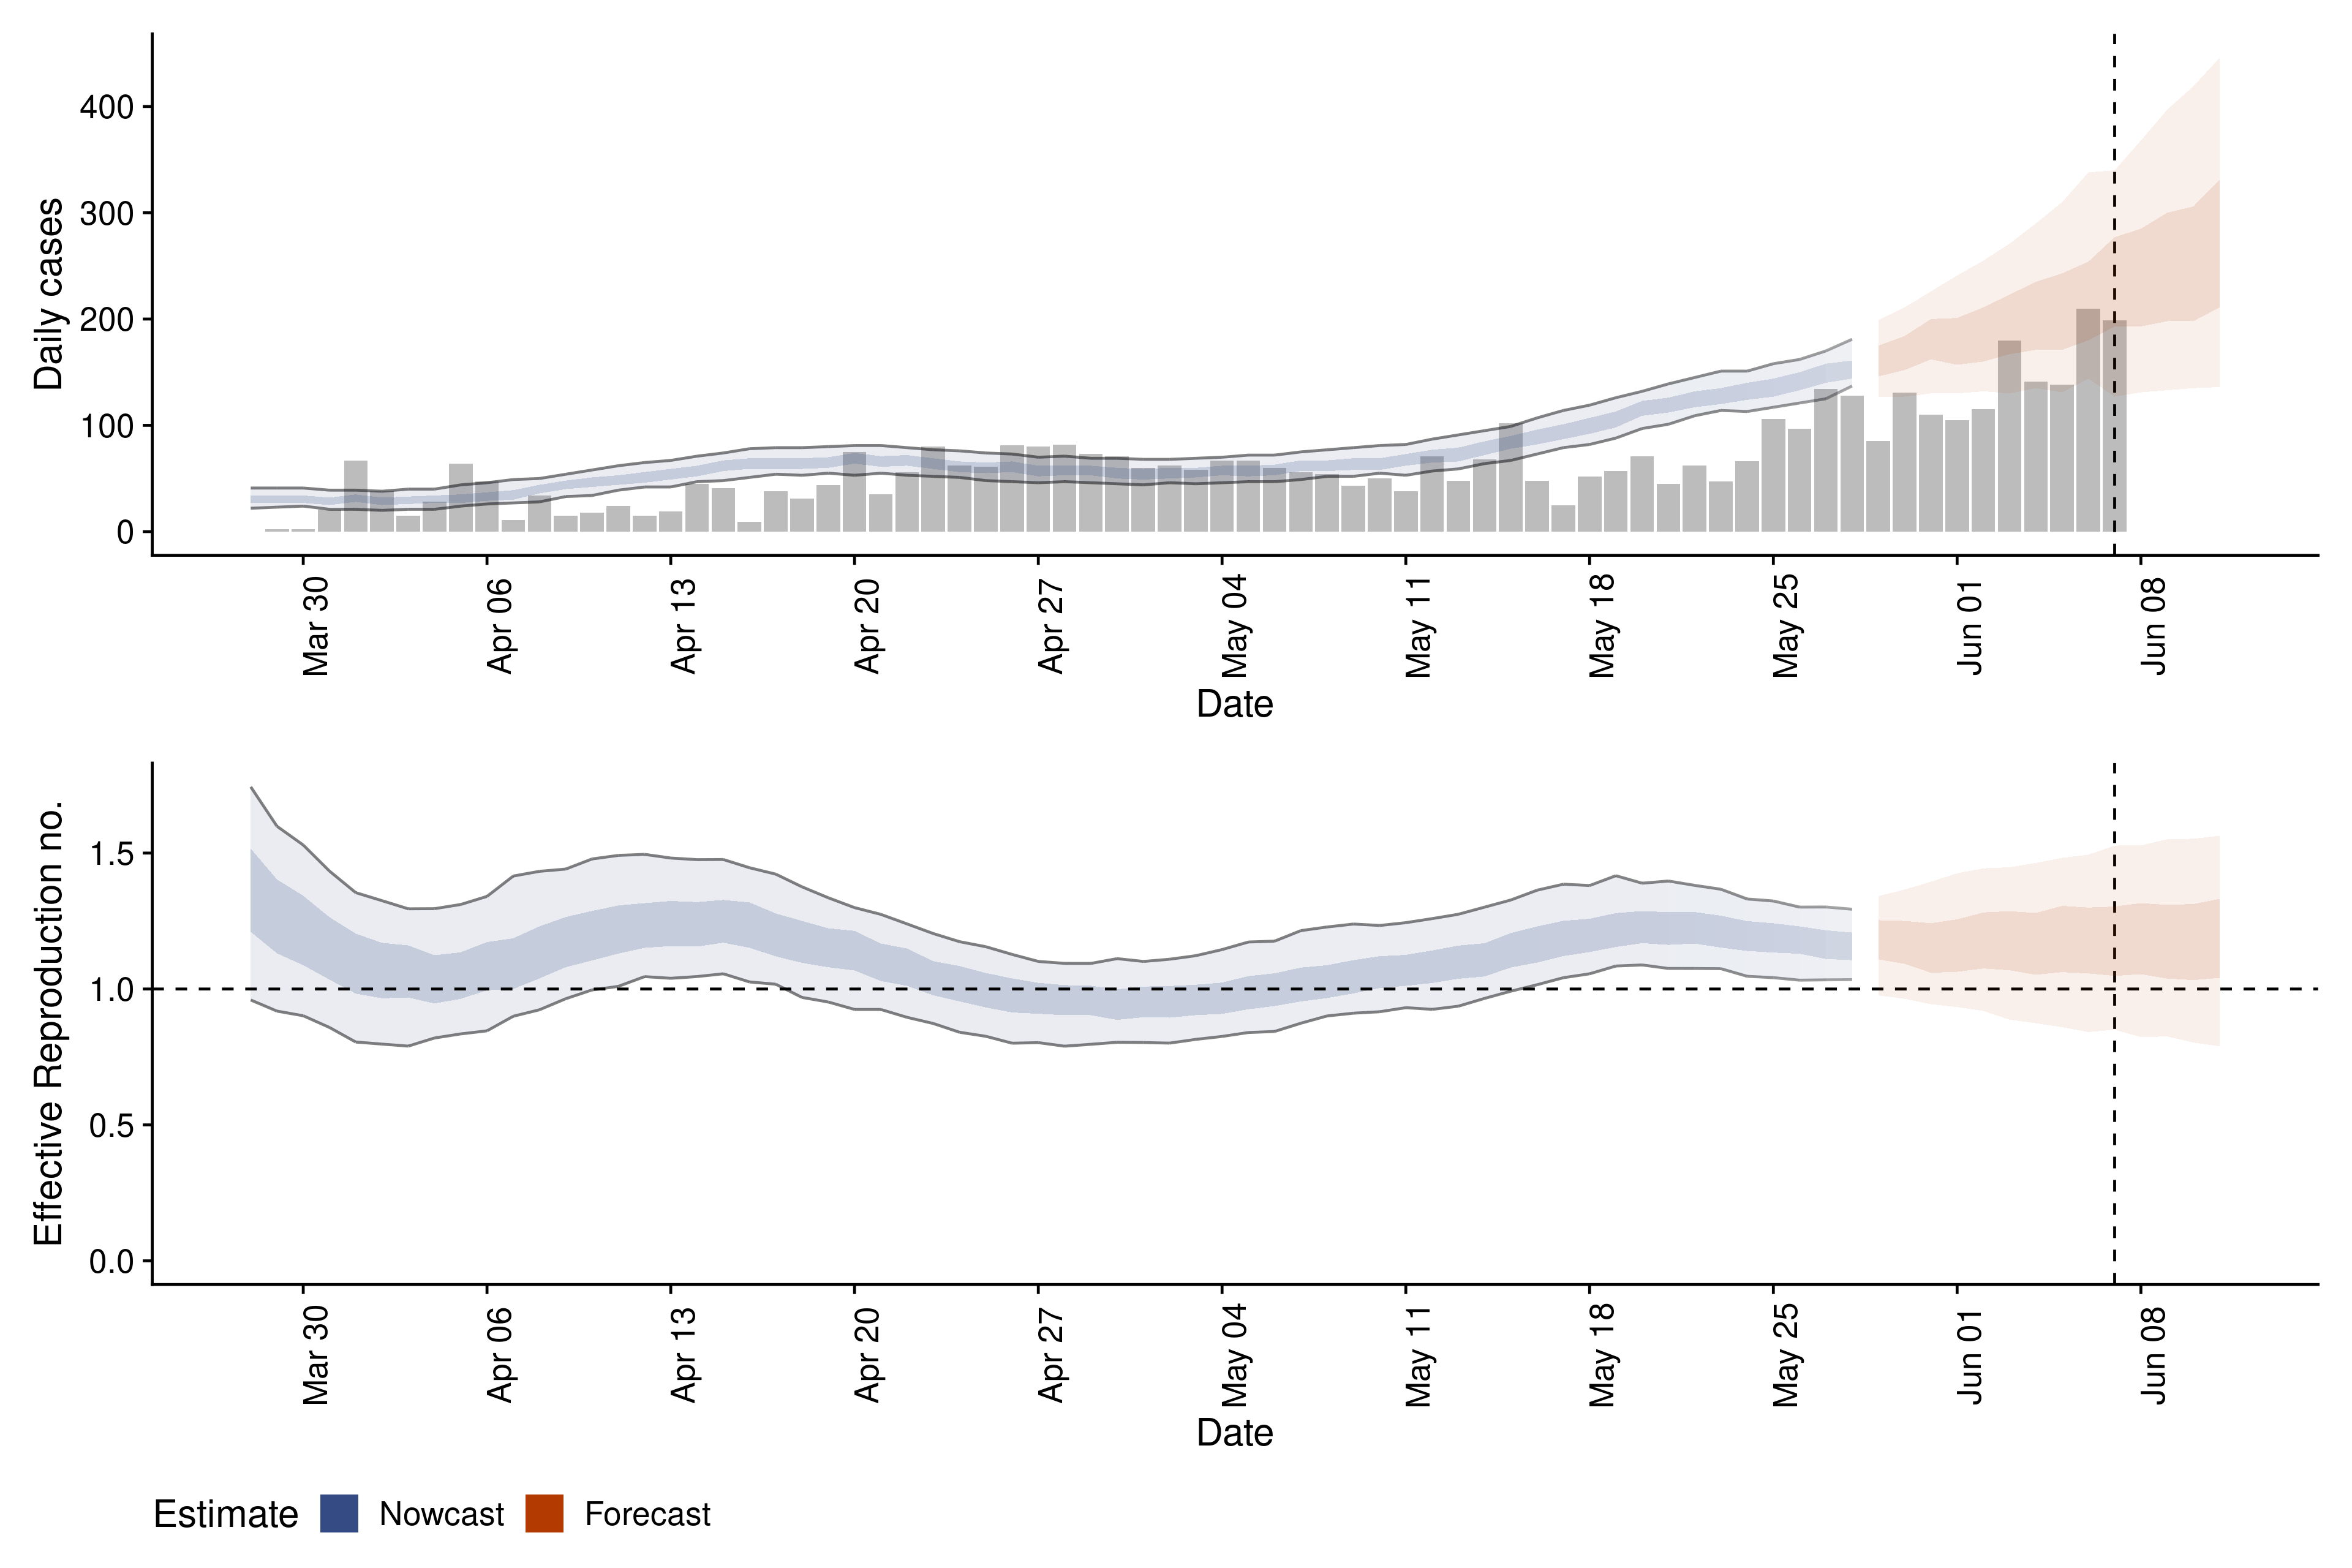 Daily cases
400
300
200
100
0
Mar 30
Apr 06
Apr 13
Apr 20
Apr 27
May 04
May 11
May 18
May 25
Jun 01
Jun 08
Date
Effective Reproduction no.
1.5
1.0
0.5
0.0
Mar 30
Apr 06
Apr 13
Apr 20
Apr 27
May 04
May 11
May 18
May 25
Jun 01
Jun 08
Date
Estimate Nowcast Forecast